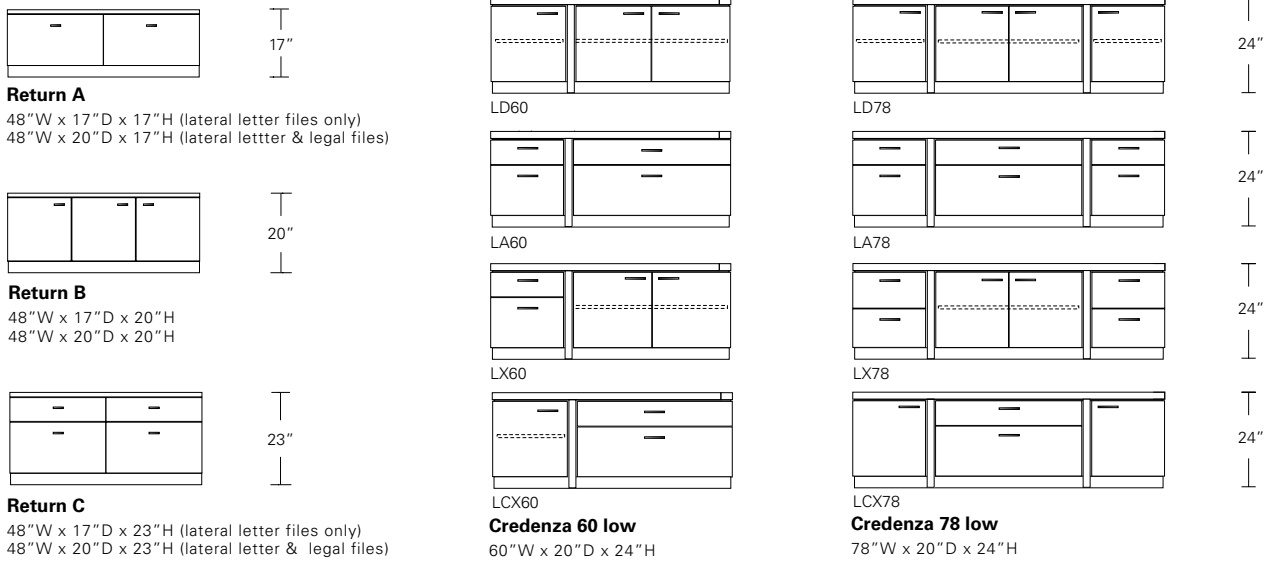 17”
Return A
48”W x 17”D x 17”H (lateral letter files only)
48”W x 20”D x 17”H (lateral lettter & legal files)
20”
Return B
48”W x 17”D x 20”H
48”W x 20”D x 20”H
23”
Return C
48”W x 17”D x 23”H (lateral letter files only)
48”W x 20”D x 23”H (lateral letter & legal files)
LD60
LA60
LX60
LCX60
Credenza 60 low
60”W x 20”D x 24”H
24”
LD78
24”
LA78
24”
LX78
24”
LCX78
Credenza 78 low
78”W x 20”D x 24”H